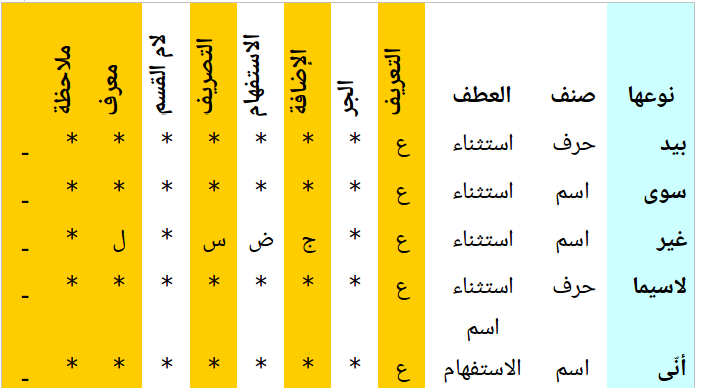 نوعها صنف العطف التعريف الجر الإضافة الاستفهام التصريف لام القسم معرف ملاحظة
بيد حرف استثناء ع * * * * * * * _
سوى اسم استثناء ع * * * * * * * _
غير اسم استثناء ع * ج ض س * ل * _
لاسيما حرف استثناء ع * * * * * * * _
اسم
أنّى اسم الاستفهام ع * * * * * * * _